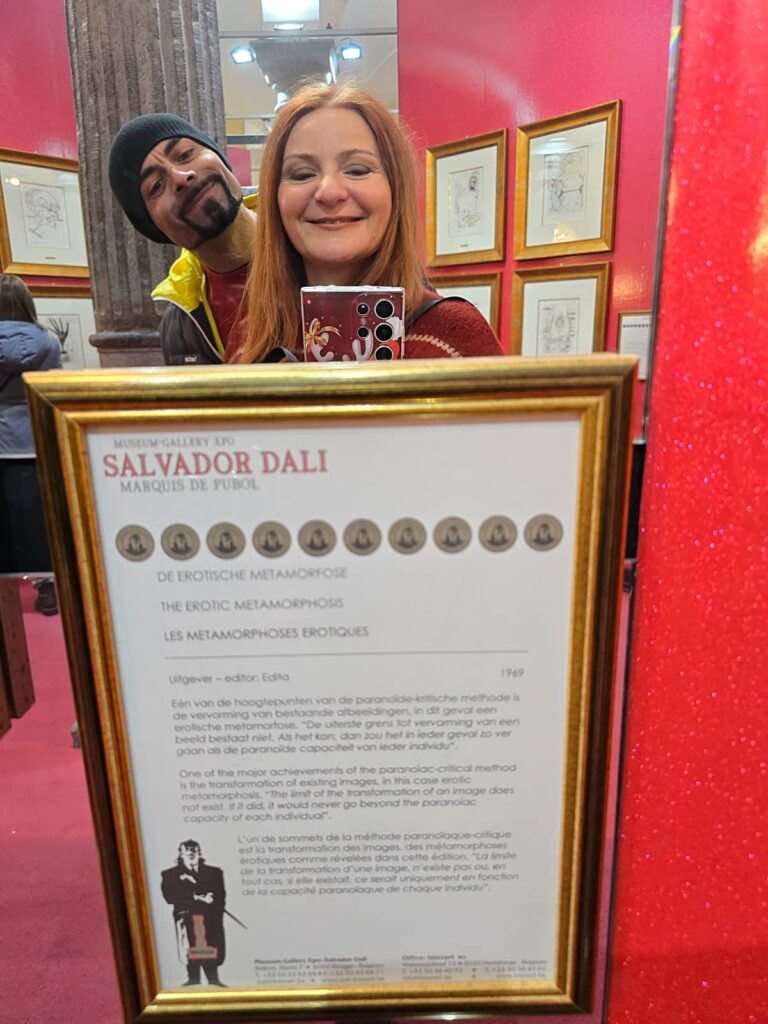 MUSEUM-GALLERY XPO
SALVADOR DALI
MARQUIS DE PUBOL
DE EROTISCHE METAMORFOSE
THE EROTIC METAMORPHOSIS
LES METAMORPHOSES EROTIQUES
Uitgever – editor: Edita 1969
Eén van de hoogtepunten van de paranoïde-kritische methode is
de vervorming van bestaande afbeeldingen, in dit geval een
erotische metamorfose. “De uiterste grens tot vervorming van een
beeld bestaat niet. Als het kon, dan zou het in ieder geval zo ver
gaan als de paranoïde capaciteit van ieder individu”.
One of the major achievements of the paranoiac-critical method
is the transformation of existing images, in this case erotic
metamorphosis. “The limit of the transformation of an image does
not exist. If it did, it would never go beyond the paranoiac
capacity of each individual”.
L’un de sommets de la méthode paranoïaque-critique
est la transformation des images, des métamorphoses
érotiques comme révelées dans cette édition. “La limite
de la transformation d’une image, n’existe pas ou, en
tout cas, si elle existait, ce serait uniquement en fonction
de la capacité paranoïaque de chaque individu”.
Museum-Gallery Xpo: Salvador Dalí
Office: